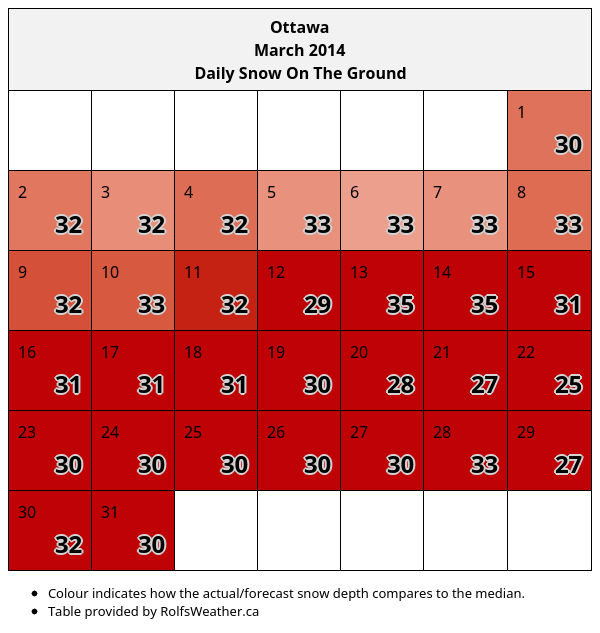 Ottawa
March 2014
Daily Snow On The Ground
1
30
2 3 4 5 6 7 8
32 32 32 33 33 33 33
9 10 11 12 13 14 15
32 33 32 29 35 35 31
16 17 18 19 20 21 22
31 31 31 30 28 27 25
23 24 25 26 27 28 29
30 30 30 30 30 33 27
30 31
32 30
Colour indicates how the actual/forecast snow depth compares to the median.
Table provided by RolfsWeather.ca